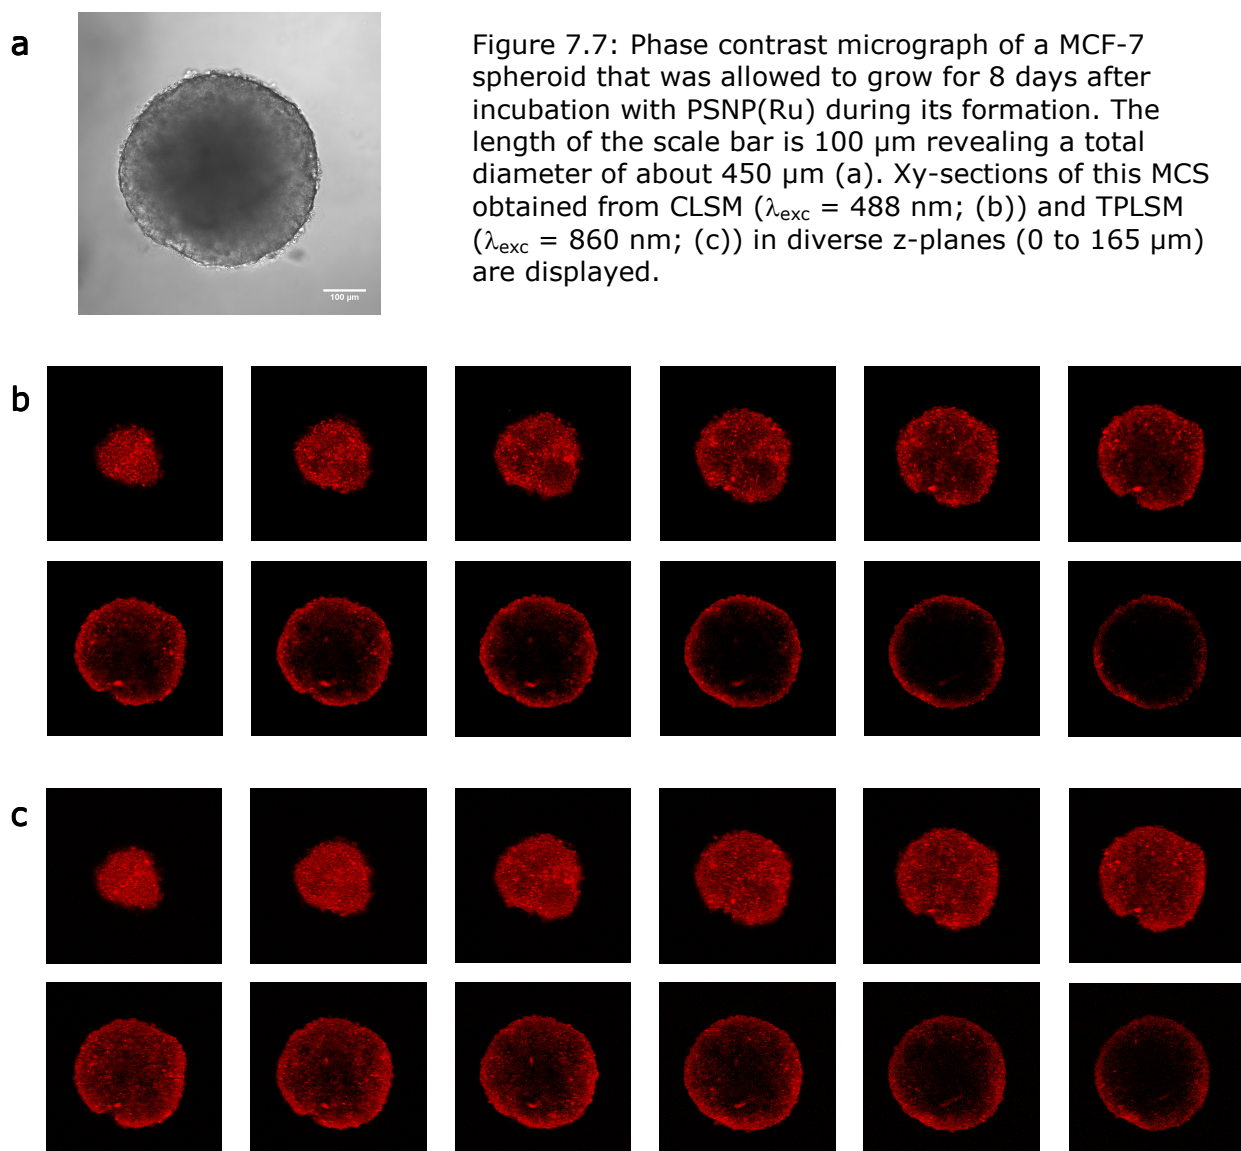 a
Figure 7.7: Phase contrast micrograph of a MCF-7
spheroid that was allowed to grow for 8 days after
incubation with PSNP(Ru) during its formation. The
length of the scale bar is 100 µm revealing a total
diameter of about 450 µm (a). Xy-sections of this MCS
obtained from CLSM (λexc = 488 nm; (b)) and TPLSM
(λexc = 860 nm; (c)) in diverse z-planes (0 to 165 µm)
are displayed.
100 µm
b
c